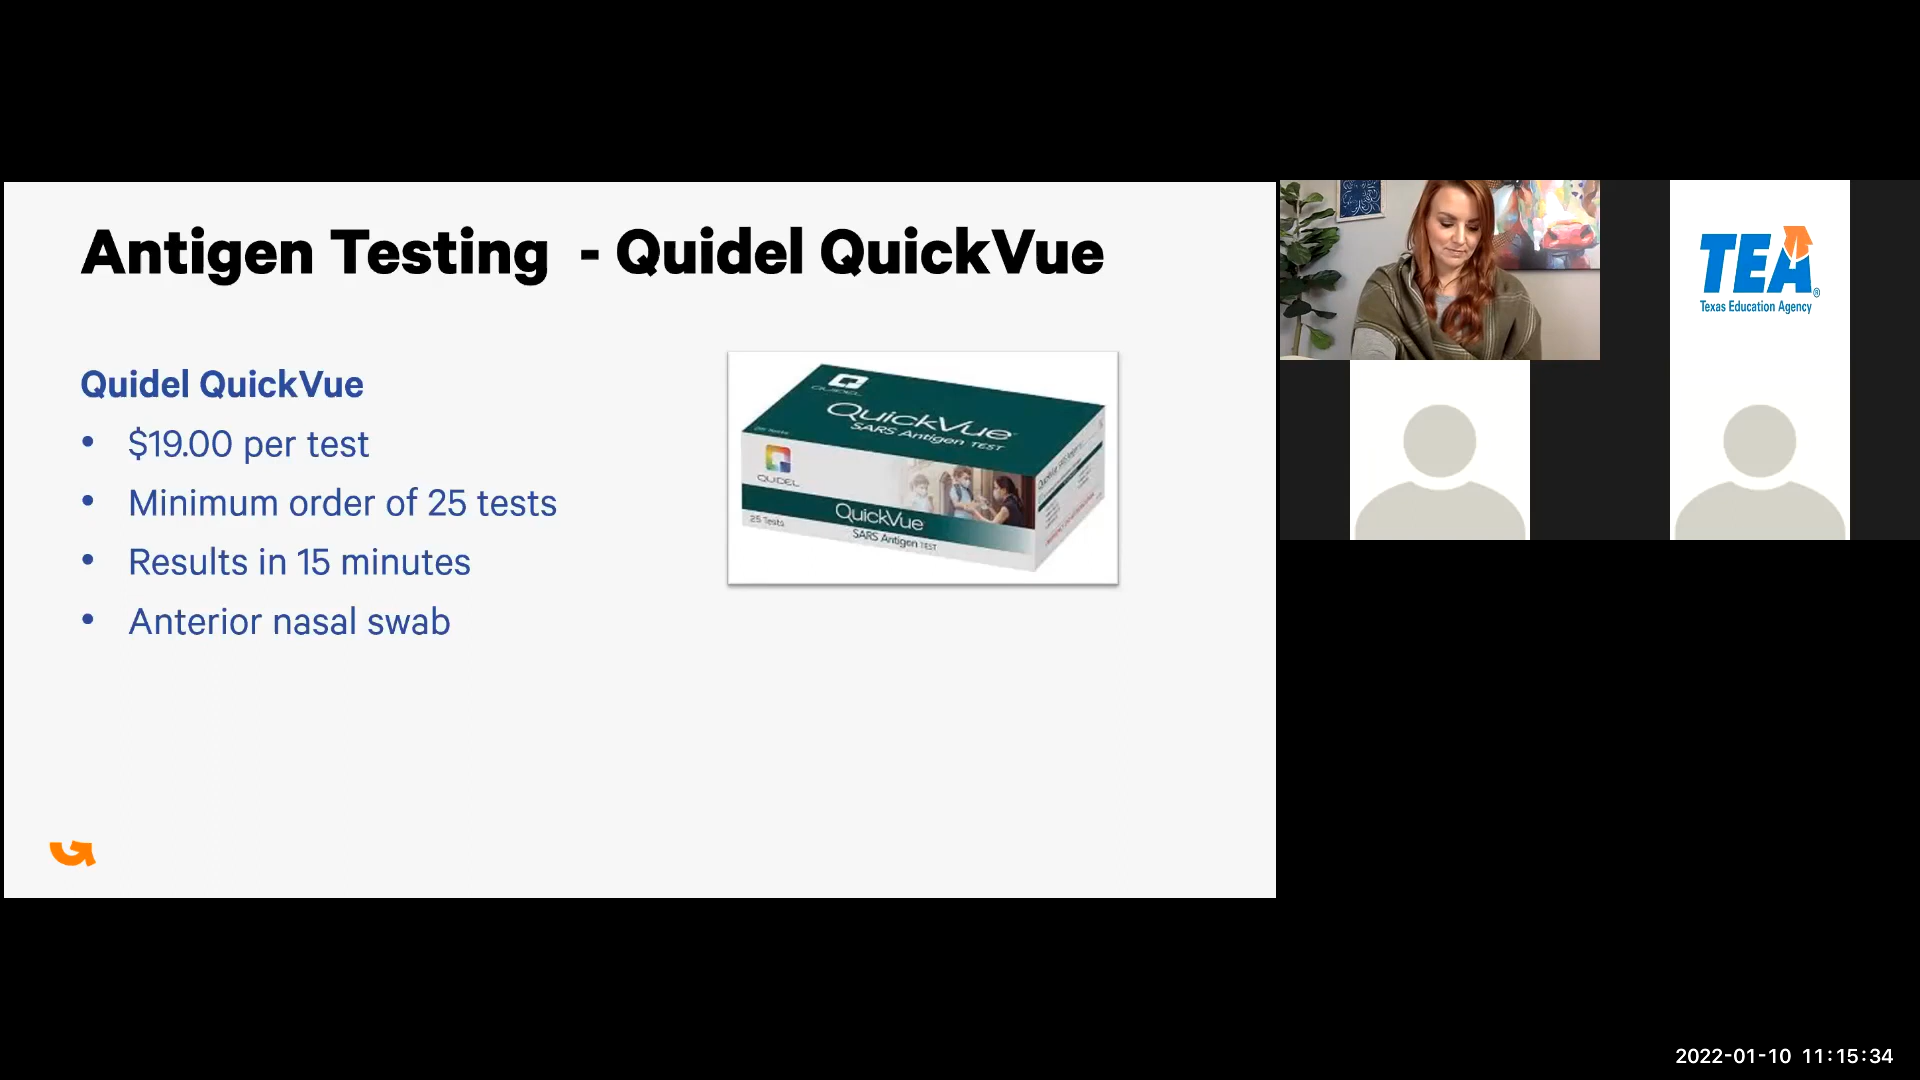 Antigen Testing - Quidel QuickVue
Quidel QuickVue
• $19.00 per test
• Minimum order of 25 tests
• Results in 15 minutes
• Anterior nasal swab
QUIDEL
QuickVue
SARS Antigen TEST
QUIDEL
25 Tests
QuickVue
SARS Antigen TEST
TEA®
Texas Education Agency
2022-01-10 11:15:34